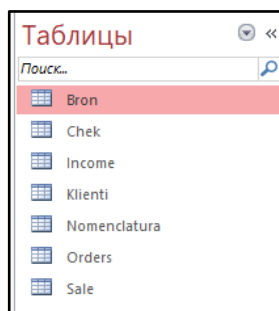 Таблицы «
Поиск...
Bron
Chek
Income
Klienti
Nomenclatura
Orders
Sale